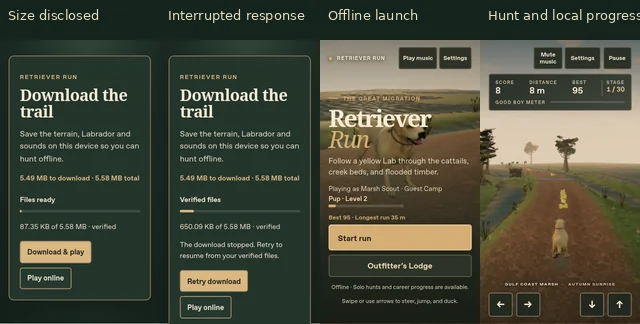 Size disclosed
RETRIEVER RUN
Download the
trail
Save the terrain, Labrador and
sounds on this device so you can
hunt offline.
5.49 MB to download · 5.58 MB total
Files ready
87.35 KB of 5.58 MB · verified
Download & play
Play online
Interrupted response
RETRIEVER RUN
Download the
trail
Save the terrain, Labrador and
sounds on this device so you can
hunt offline.
5.49 MB to download · 5.58 MB total
Verified files
650.09 KB of 5.58 MB · verified
The download stopped. Retry to
resume from your verified files.
Retry download
Play online
Offline launch
RETRIEVER RUN
Play music
Settings
THE GREAT MIGRATION
Retriever
Run
Follow a yellow Lab through the cattails,
creek beds, and flooded timber.
Playing as Marsh Scout · Guest Camp
Pup · Level 2
Best 95 · Longest run 35 m
Start run
Outfitter's Lodge
Offline · Solo hunts and career progress are available.
Swipe or use arrows to steer, jump, and duck.
Hunt and local progress
Mute
music
Settings
Pause
SCORE
8
DISTANCE
8 m
BEST
95
STAGE
1 / 30
GOOD BOY METER
GULF COAST MARSH
AUTUMN SUNRISE